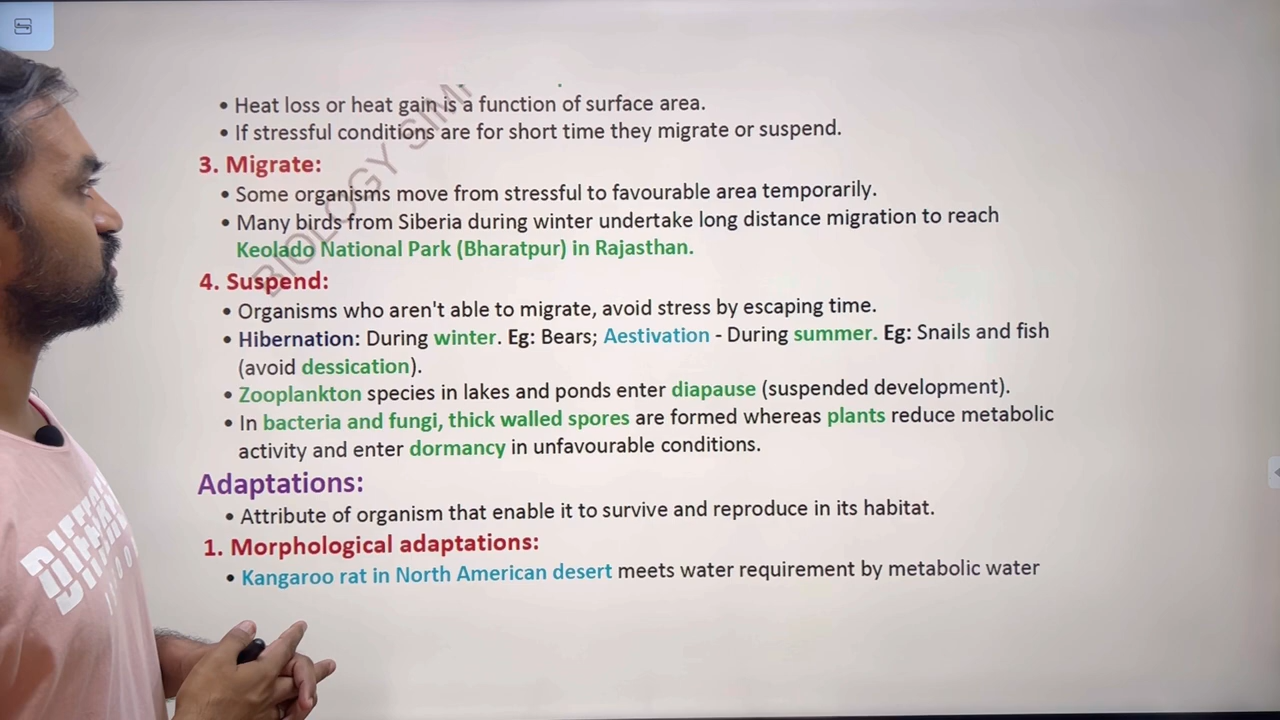 • Heat loss or heat gain is a function of surface area.
• If stressful conditions are for short time they migrate or suspend.
3. Migrate:
• Some organisms move from stressful to favourable area temporarily.
• Many birds from Siberia during winter undertake long distance migration to reach
Keolado National Park (Bharatpur) in Rajasthan.
4. Suspend:
• Organisms who aren't able to migrate, avoid stress by escaping time.
• Hibernation: During winter. Eg: Bears; Aestivation - During summer. Eg: Snails and fish
(avoid dessication).
• Zooplankton species in lakes and ponds enter diapause (suspended development).
• In bacteria and fungi, thick walled spores are formed whereas plants reduce metabolic
activity and enter dormancy in unfavourable conditions.
Adaptations:
• Attribute of organism that enable it to survive and reproduce in its habitat.
1. Morphological adaptations:
• Kangaroo rat in North American desert meets water requirement by metabolic water
BIOLOGY